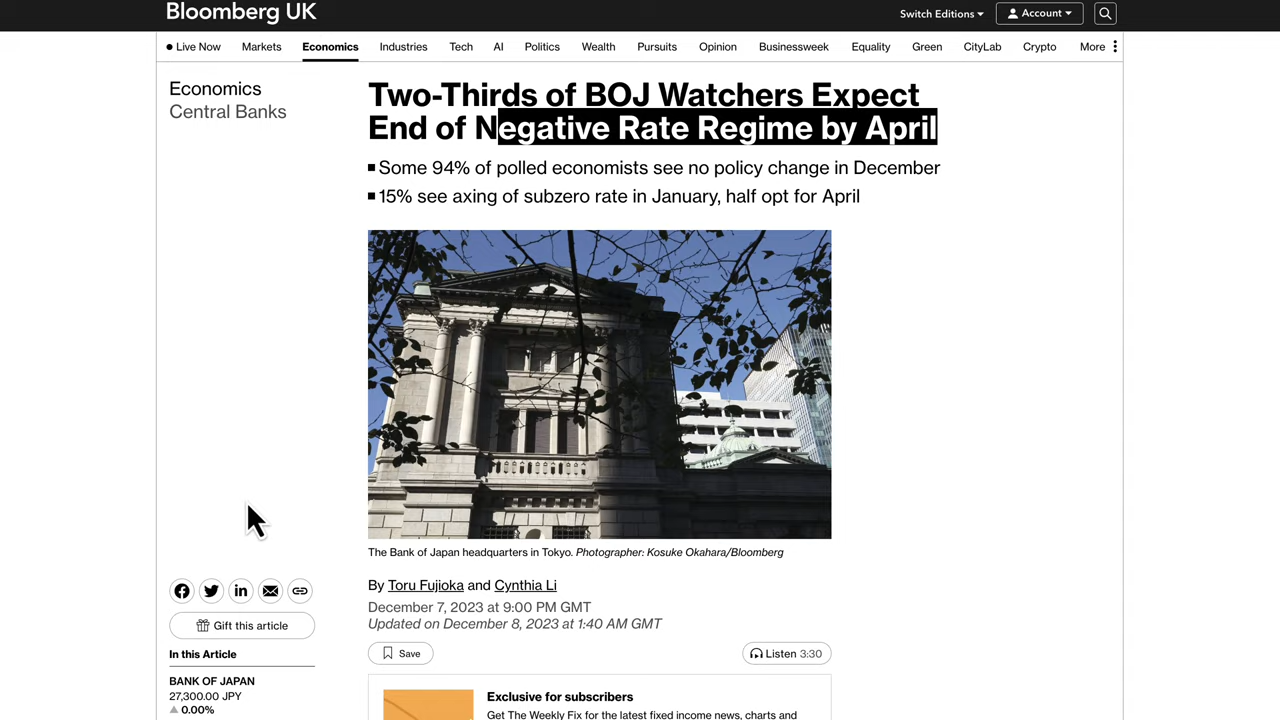 Bloomberg UK
Switch Editions
Account
Live Now Markets Economics Industries Tech AI Politics Wealth Pursuits Opinion Businessweek Equality Green CityLab Crypto More
Economics
Central Banks
Two-Thirds of BOJ Watchers Expect
End of Negative Rate Regime by April
Some 94% of polled economists see no policy change in December
15% see axing of subzero rate in January, half opt for April
The Bank of Japan headquarters in Tokyo. Photographer: Kosuke Okahara/Bloomberg
By Toru Fujioka and Cynthia Li
December 7, 2023 at 9:00 PM GMT
Updated on December 8, 2023 at 1:40 AM GMT
Gift this article
Save
Listen 3:30
In this Article
BANK OF JAPAN
27,300.00 JPY
0.00%
Exclusive for subscribers
Get The Weekly Fix for the latest fixed income news, charts and